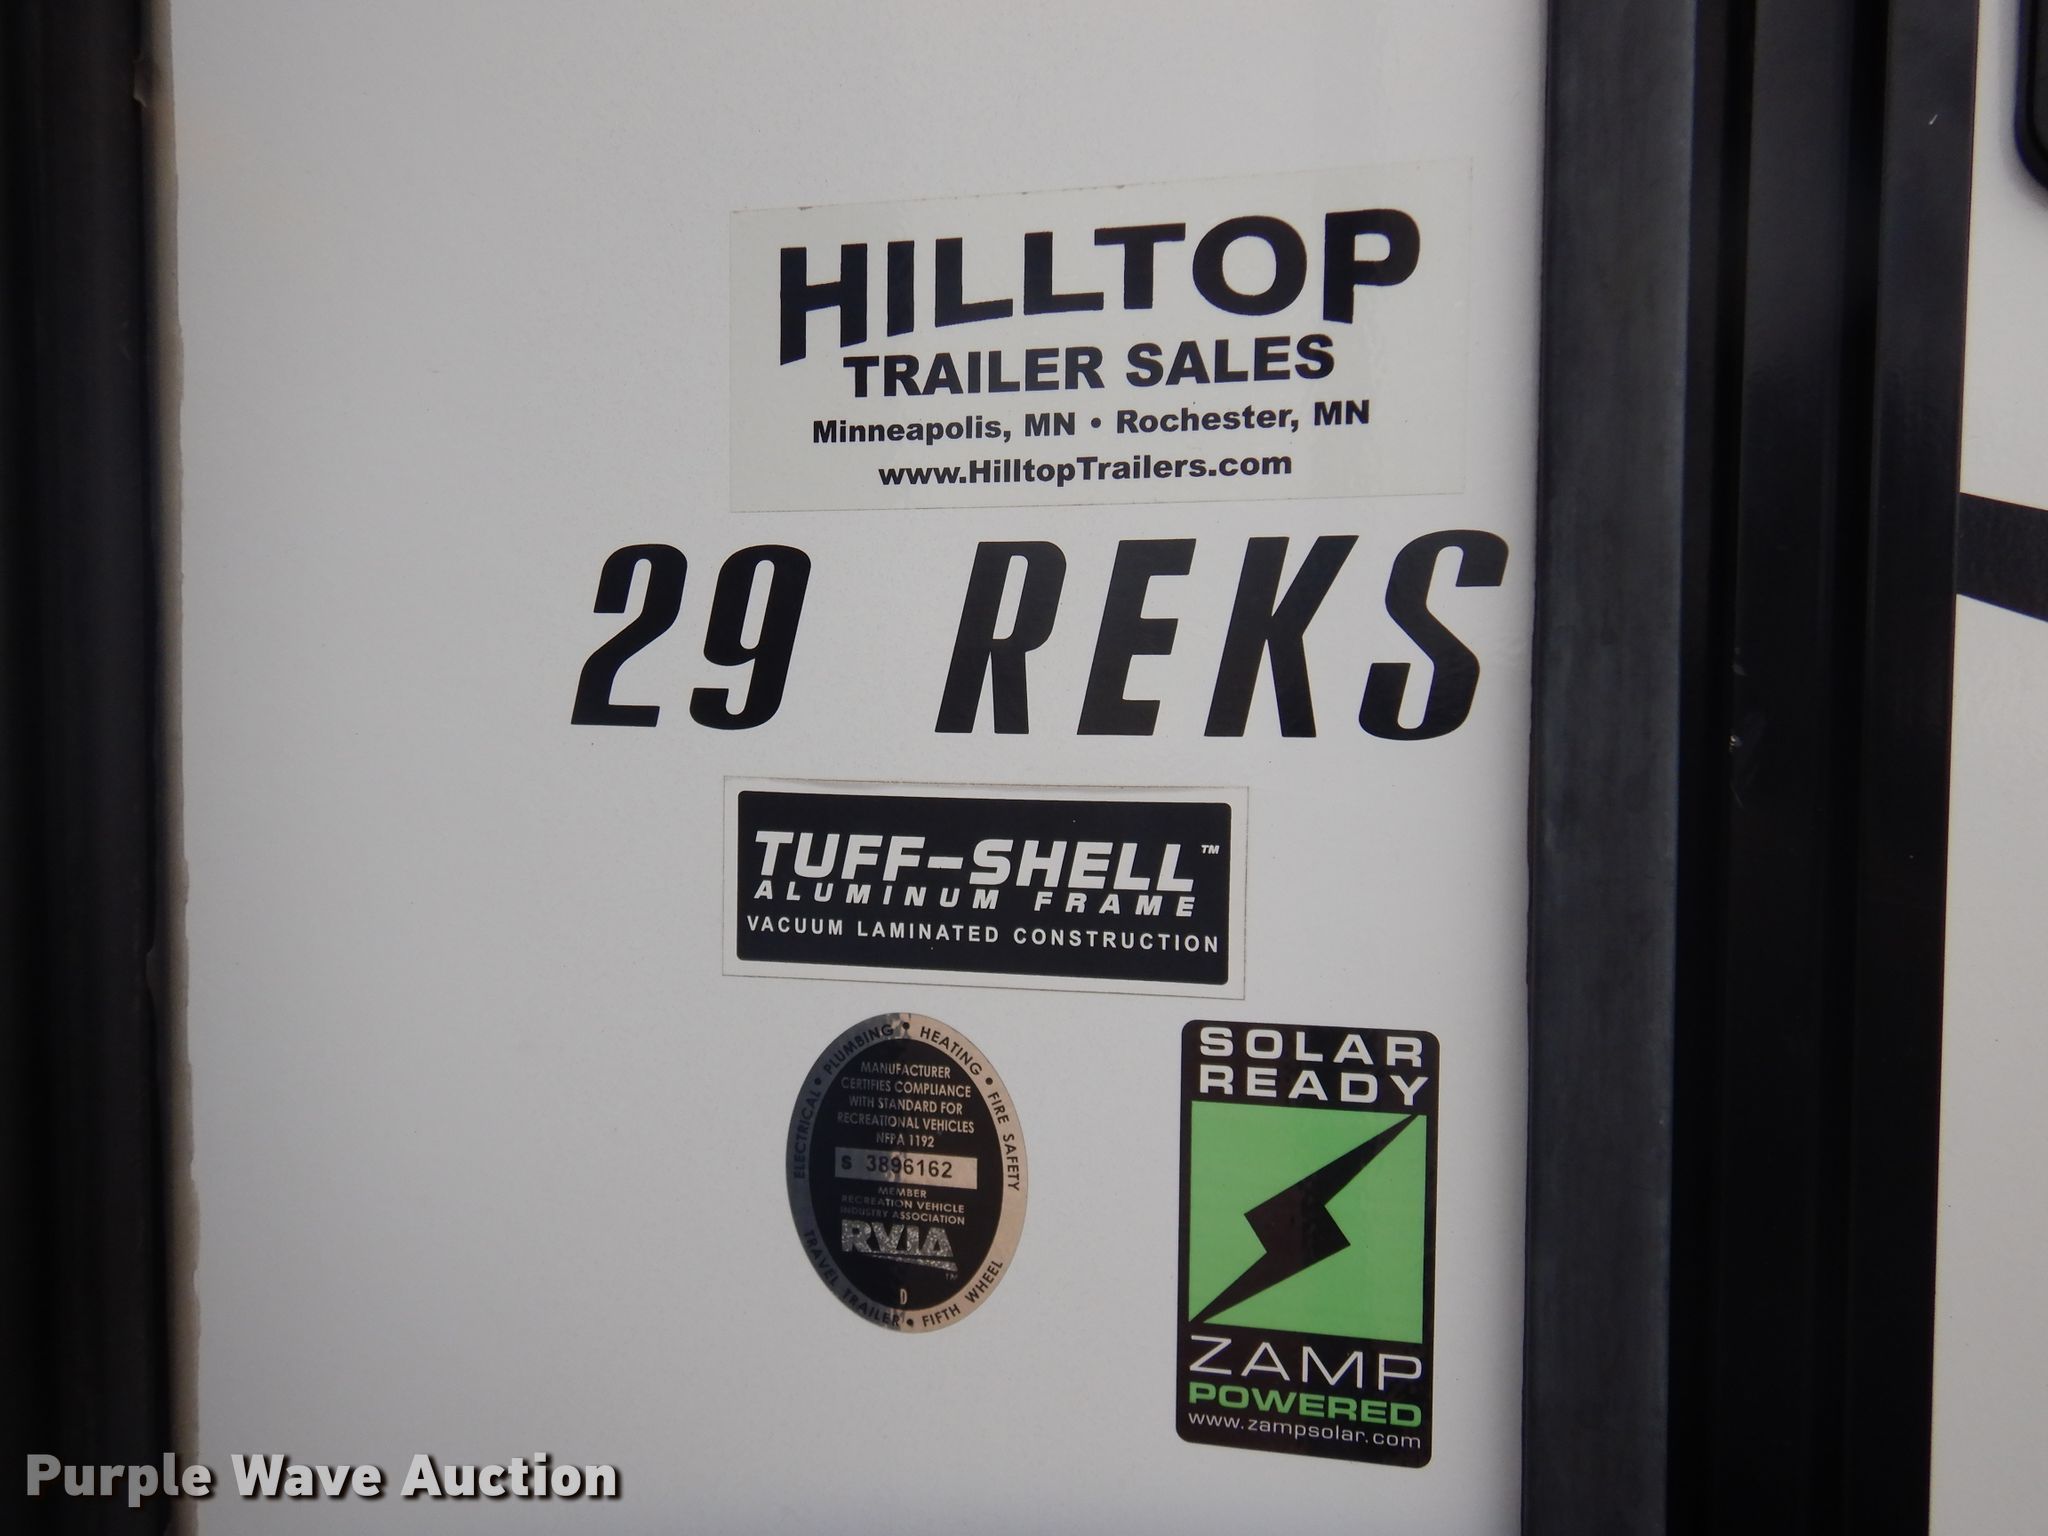 HILLTOP
TRAILER SALES
Minneapolis, MN • Rochester, MN
www.HilltopTrailers.com
29 REKS
TUFF-SHELL™
ALUMINUM FRAME
VACUUM LAMINATED CONSTRUCTION
ELECTRICAL • PLUMBING • HEATING • FIRE SAFETY
MANUFACTURER
CERTIFIES COMPLIANCE
WITH STANDARD FOR
RECREATIONAL VEHICLES
NFPA 1192
S 3896162
MEMBER
RECREATION VEHICLE
INDUSTRY ASSOCIATION
RVIA™
D
TRAVEL TRAILER • FIFTH WHEEL
SOLAR
READY
ZAMP
POWERED
www.zampsolar.com
Purple Wave Auction